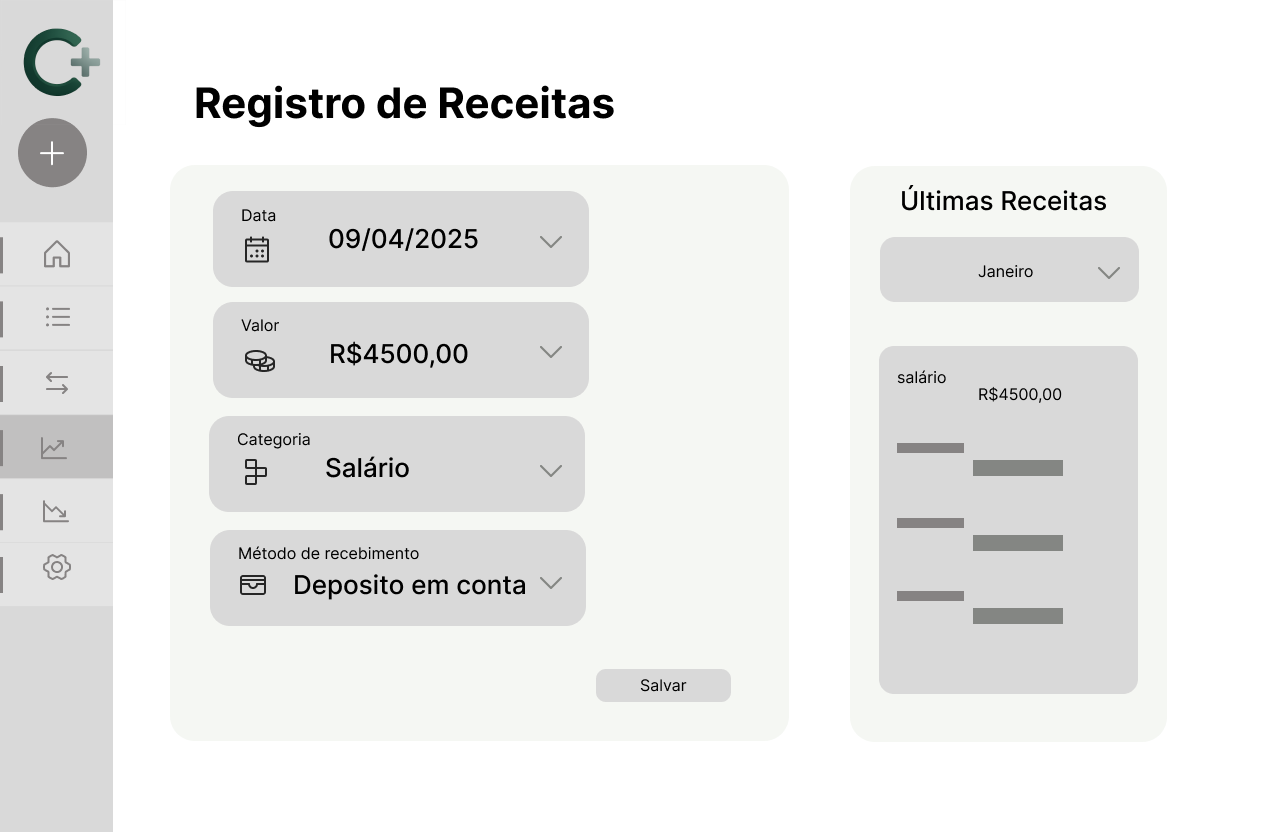 C+
Registro de Receitas
Data
09/04/2025
Valor
R$4500,00
Categoria
Salário
Método de recebimento
Deposito em conta
Salvar
Últimas Receitas
Janeiro
salário
R$4500,00